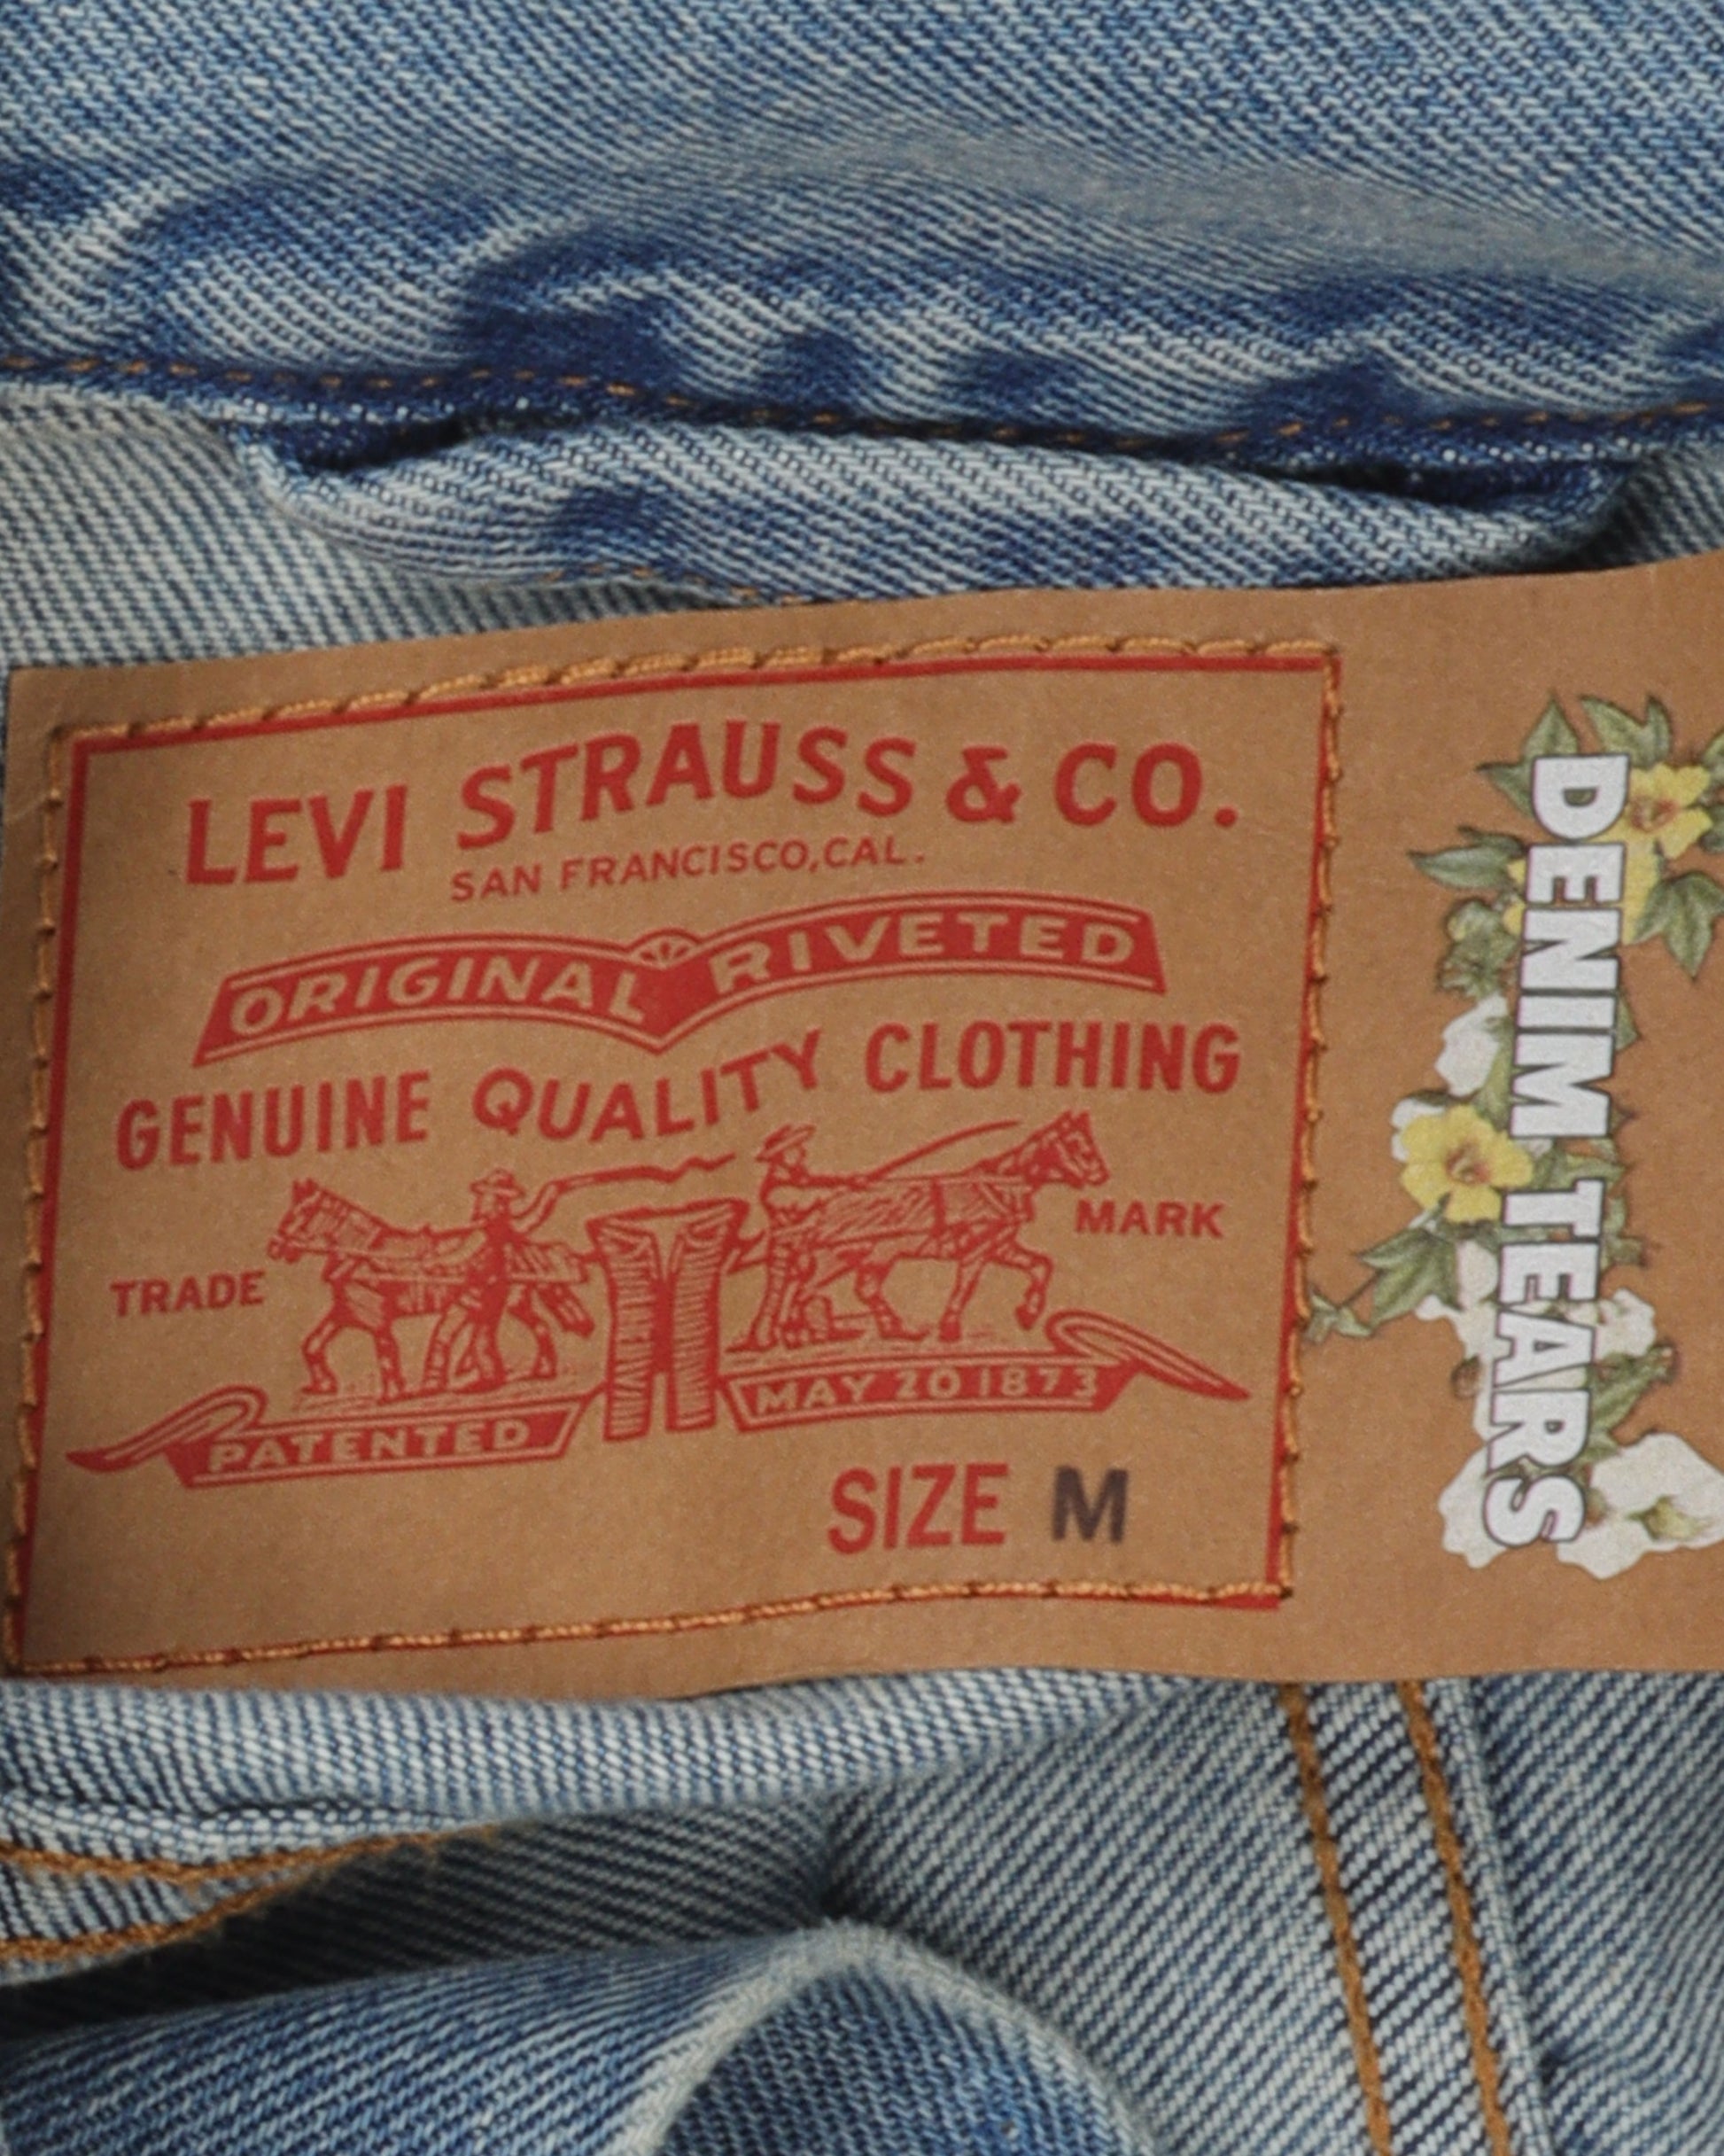 LEVI STRAUSS & CO.
SAN FRANCISCO, CAL.
ORIGINAL RIVETED
GENUINE QUALITY CLOTHING
TRADE MARK
PATENTED MAY 20 1873
SIZE M
DENIM TEARS